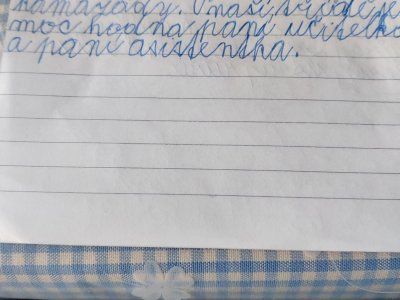 kamarády. V naší třídě je
moc hodná paní učitelka
a paní asistentka.